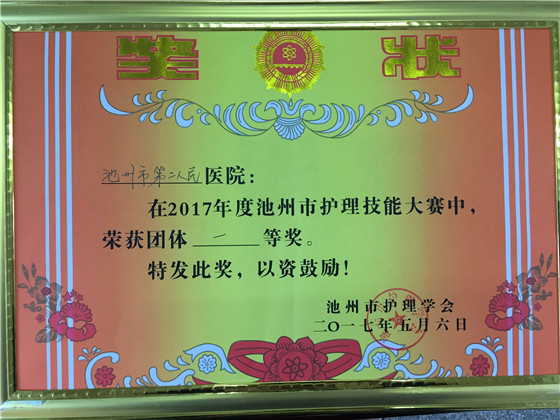 奖 状
池州市第二人民医院：
在2017年度池州市护理技能大赛中，
荣获团体 一 等奖。
特发此奖，以资鼓励！
池州市护理学会
二〇一七年五月六日